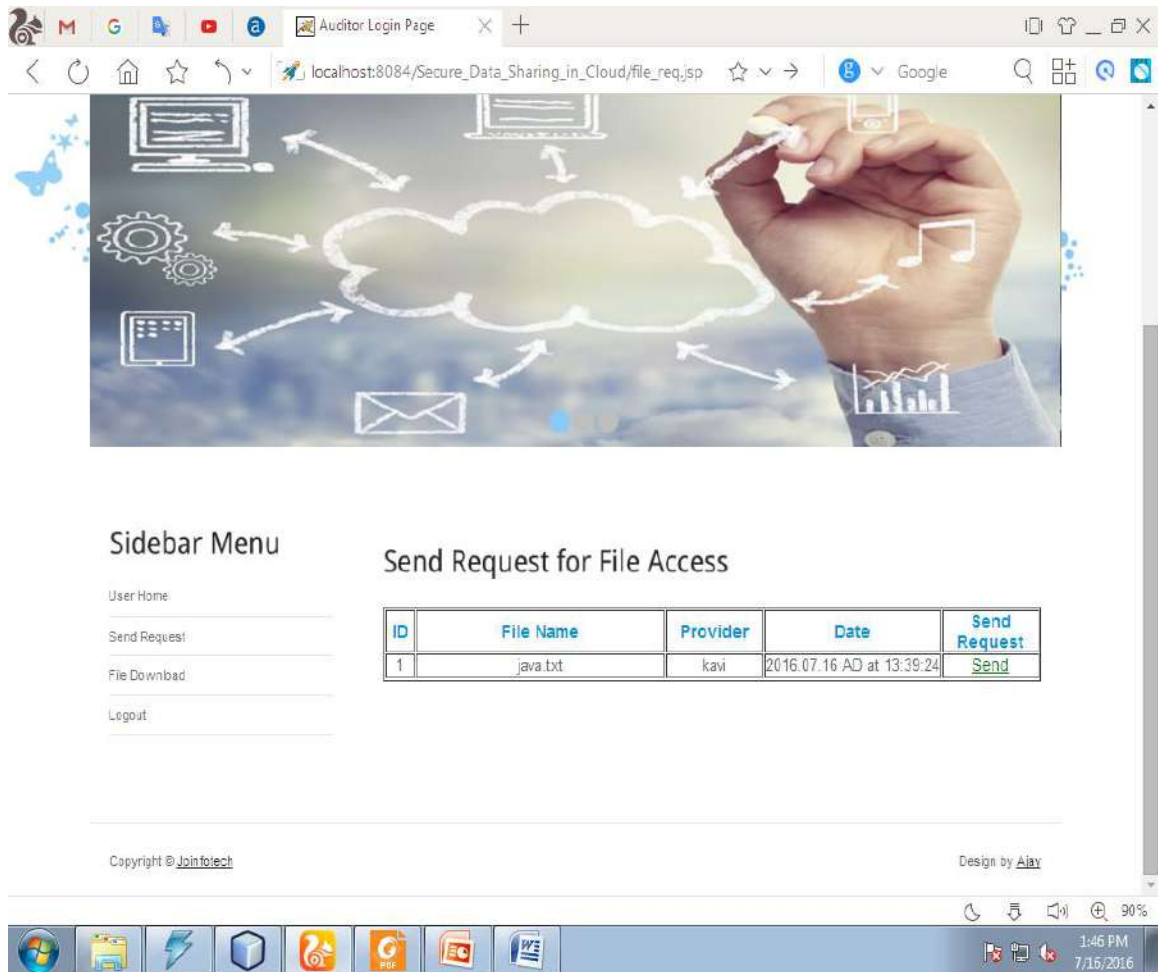 Auditor Login Page
localhost:8084/Secure_Data_Sharing_in_Cloud/file_req.jsp
Google
Sidebar Menu
User Home
Send Request
File Download
Logout
Send Request for File Access
ID File Name Provider Date Send Request
1 java.txt kavi 2016.07.16 AD at 13:39:24 Send
Copyright © Joinfotech
Design by Ajay
90%
1:46 PM
7/16/2016